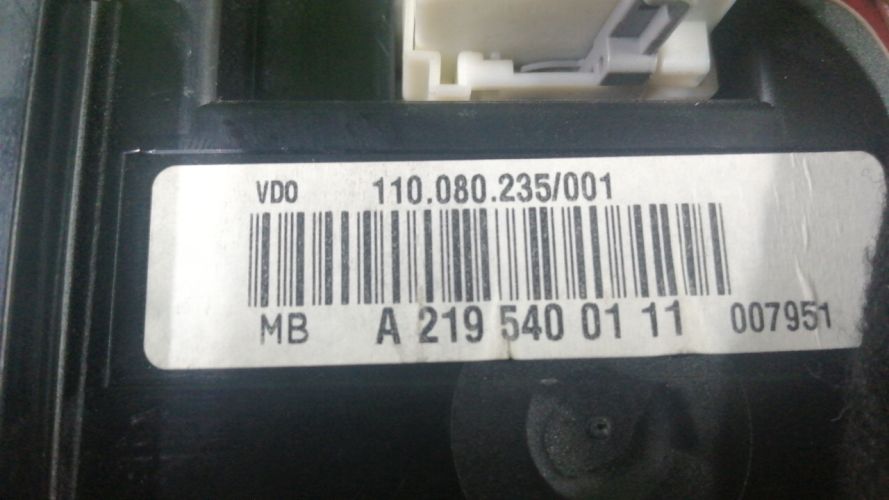 VDO 110.080.235/001
MB A 219 540 01 11 007951